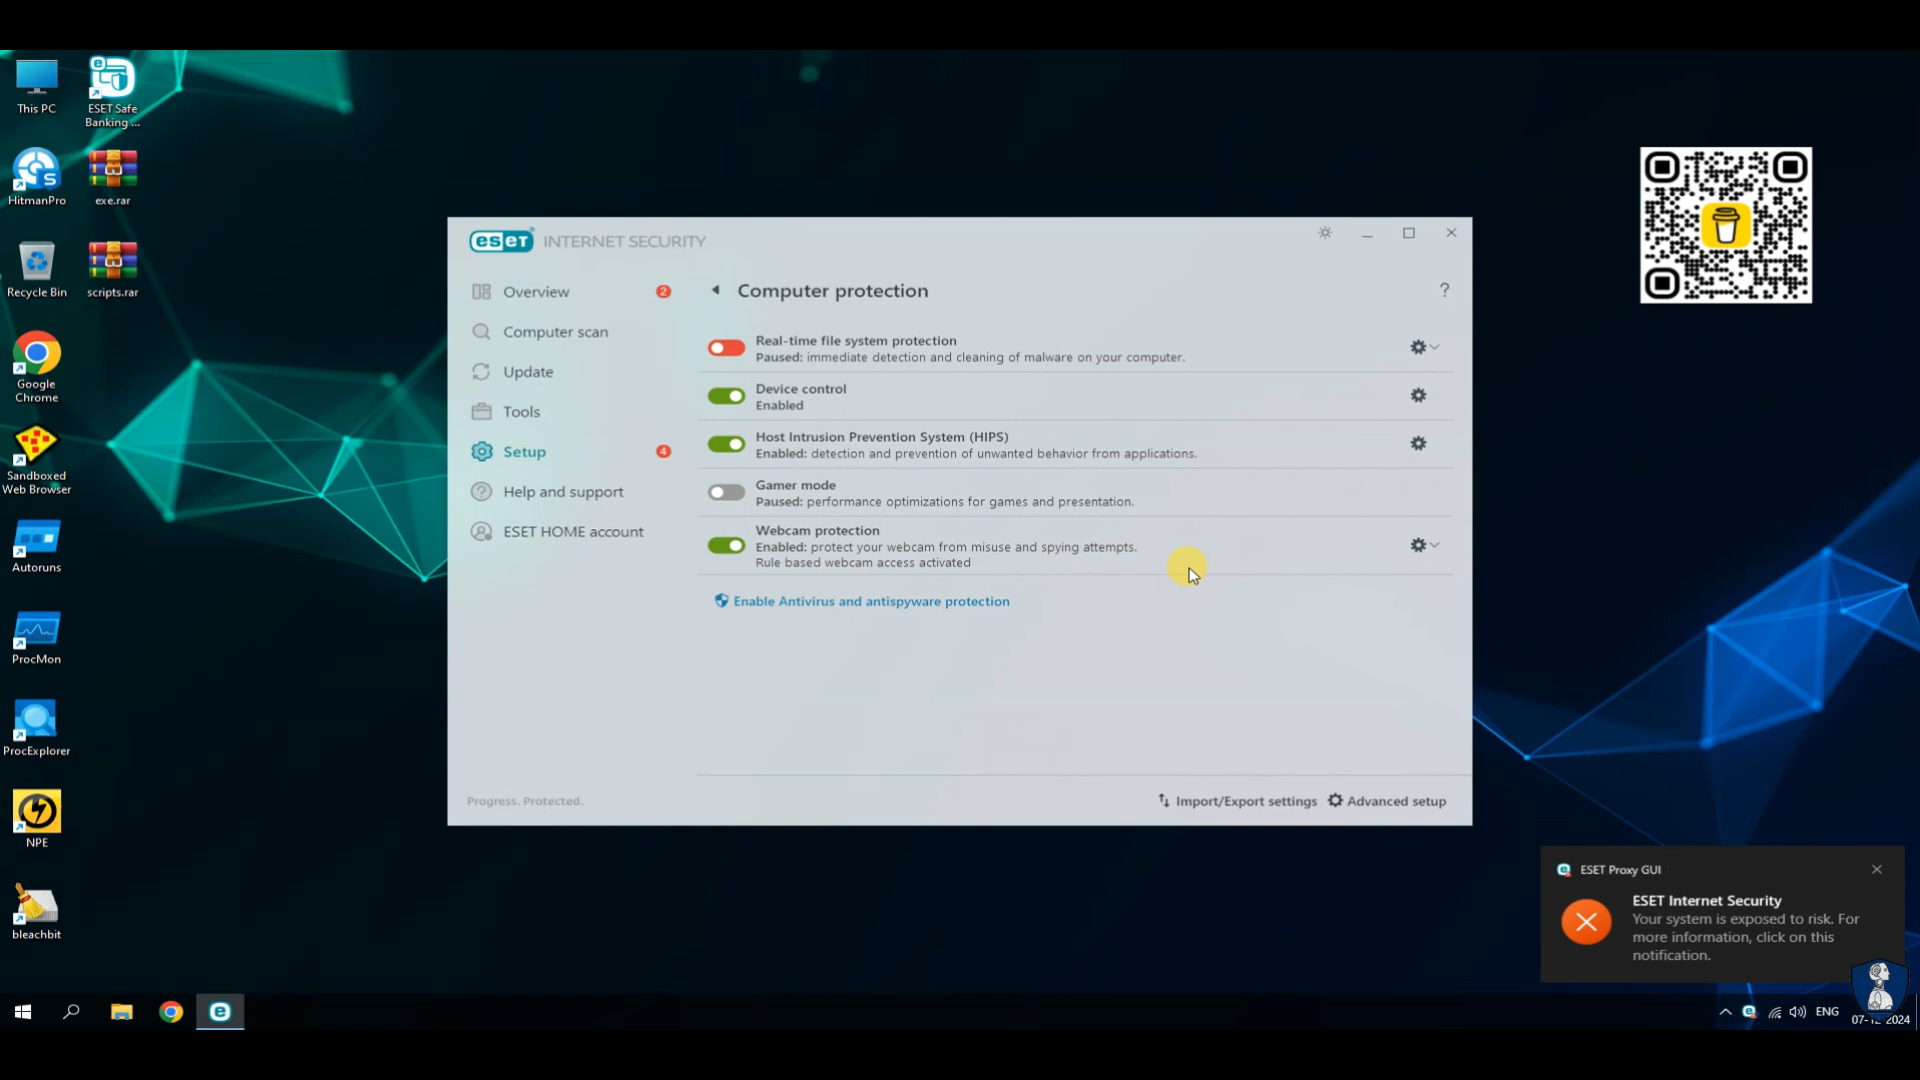 This PC
ESET Safe
Banking ...
HitmanPro
exe.rar
Recycle Bin
scripts.rar
Google
Chrome
Sandboxed
Web Browser
Autoruns
ProcMon
ProcExplorer
NPE
bleachbit
eset INTERNET SECURITY
Overview 2
Computer scan
Update
Tools
Setup 4
Help and support
ESET HOME account
Computer protection ?
Real-time file system protection
Paused: immediate detection and cleaning of malware on your computer.
Device control
Enabled
Host Intrusion Prevention System (HIPS)
Enabled: detection and prevention of unwanted behavior from applications.
Gamer mode
Paused: performance optimizations for games and presentation.
Webcam protection
Enabled: protect your webcam from misuse and spying attempts.
Rule based webcam access activated
Enable Antivirus and antispyware protection
Progress. Protected.
Import/Export settings Advanced setup
ESET Proxy GUI
ESET Internet Security
Your system is exposed to risk. For
more information, click on this
notification.
ENG
07-12-2024